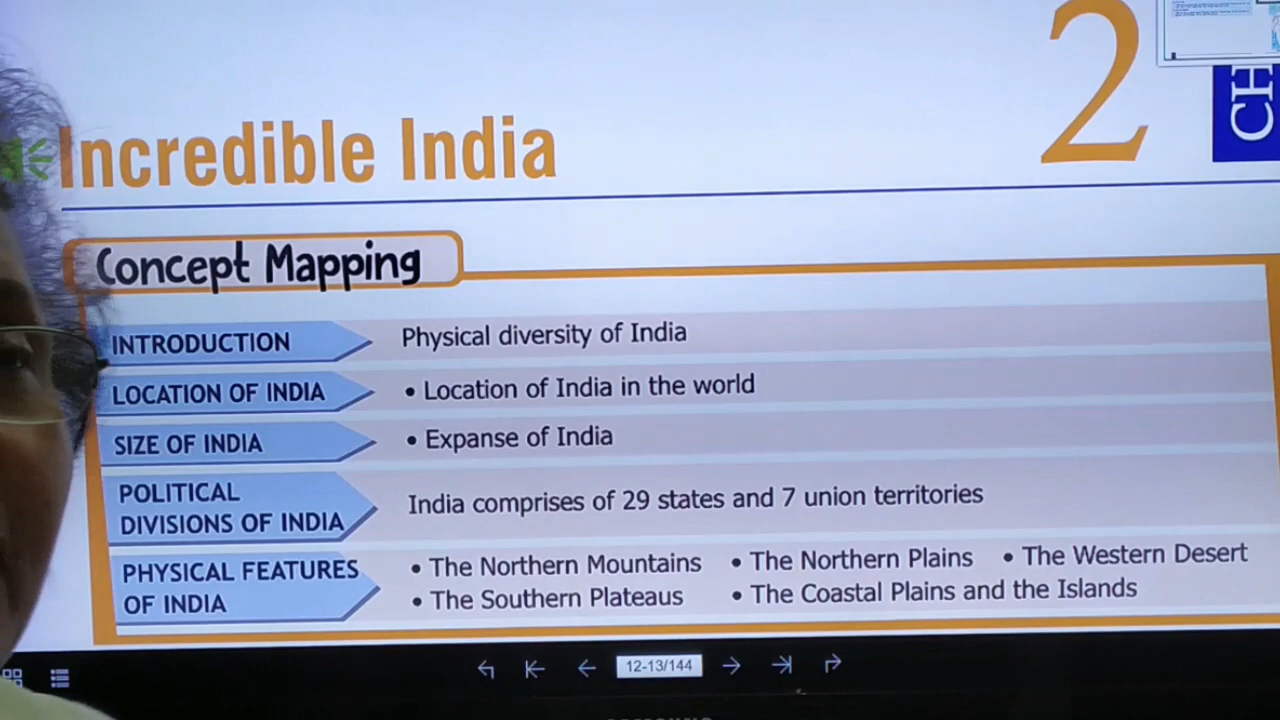 2
CH
Incredible India
Concept Mapping
INTRODUCTION
Physical diversity of India
LOCATION OF INDIA
• Location of India in the world
SIZE OF INDIA
• Expanse of India
POLITICAL
DIVISIONS OF INDIA
India comprises of 29 states and 7 union territories
PHYSICAL FEATURES
OF INDIA
• The Northern Mountains • The Northern Plains • The Western Desert
• The Southern Plateaus • The Coastal Plains and the Islands
12-13/144